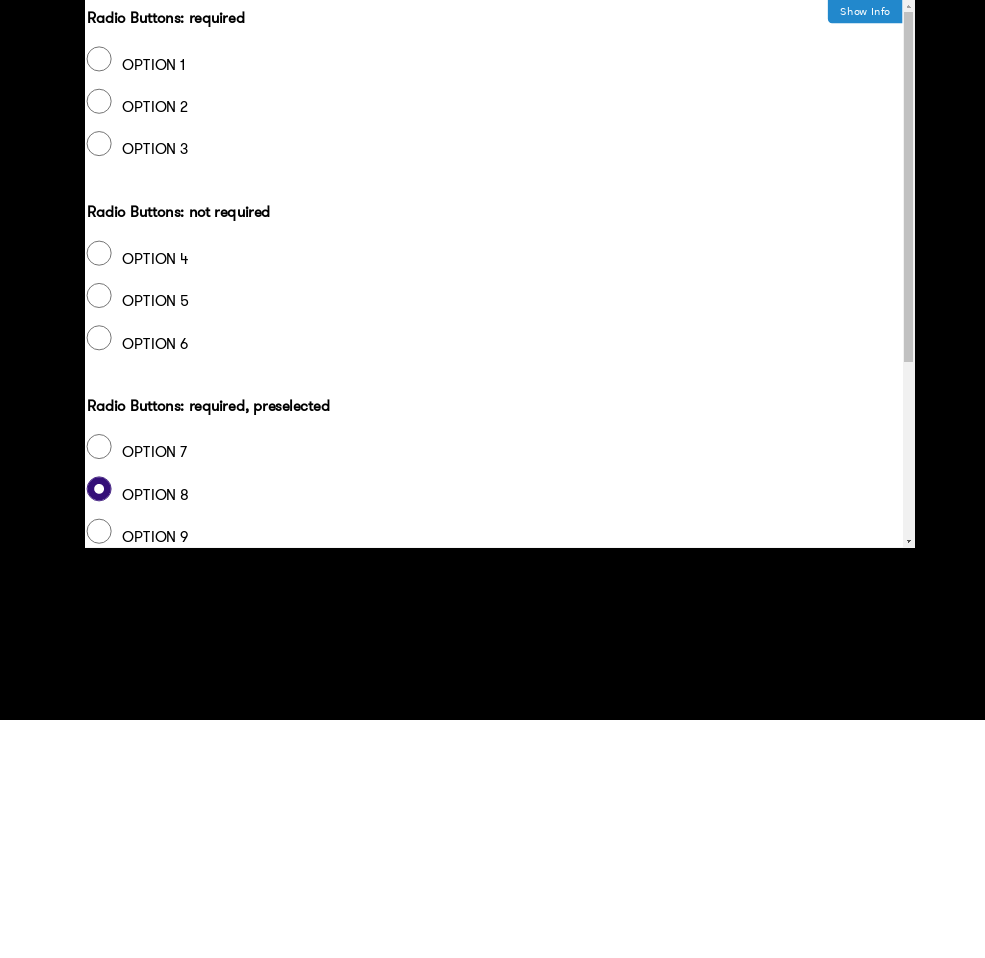 Radio Buttons: required
Show Info
OPTION 1
OPTION 2
OPTION 3
Radio Buttons: not required
OPTION 4
OPTION 5
OPTION 6
Radio Buttons: required, preselected
OPTION 7
OPTION 8
OPTION 9